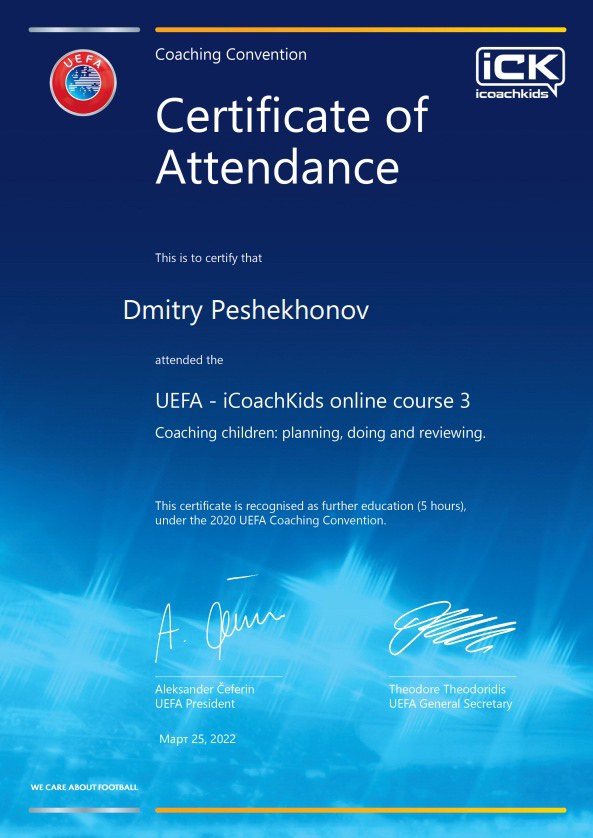 Coaching Convention
UEFA
iCK
icoachkids
Certificate of
Attendance
This is to certify that
Dmitry Peshekhonov
attended the
UEFA - iCoachKids online course 3
Coaching children: planning, doing and reviewing.
This certificate is recognised as further education (5 hours),
under the 2020 UEFA Coaching Convention.
Aleksander Čeferin
UEFA President
Theodore Theodoridis
UEFA General Secretary
Март 25, 2022
WE CARE ABOUT FOOTBALL